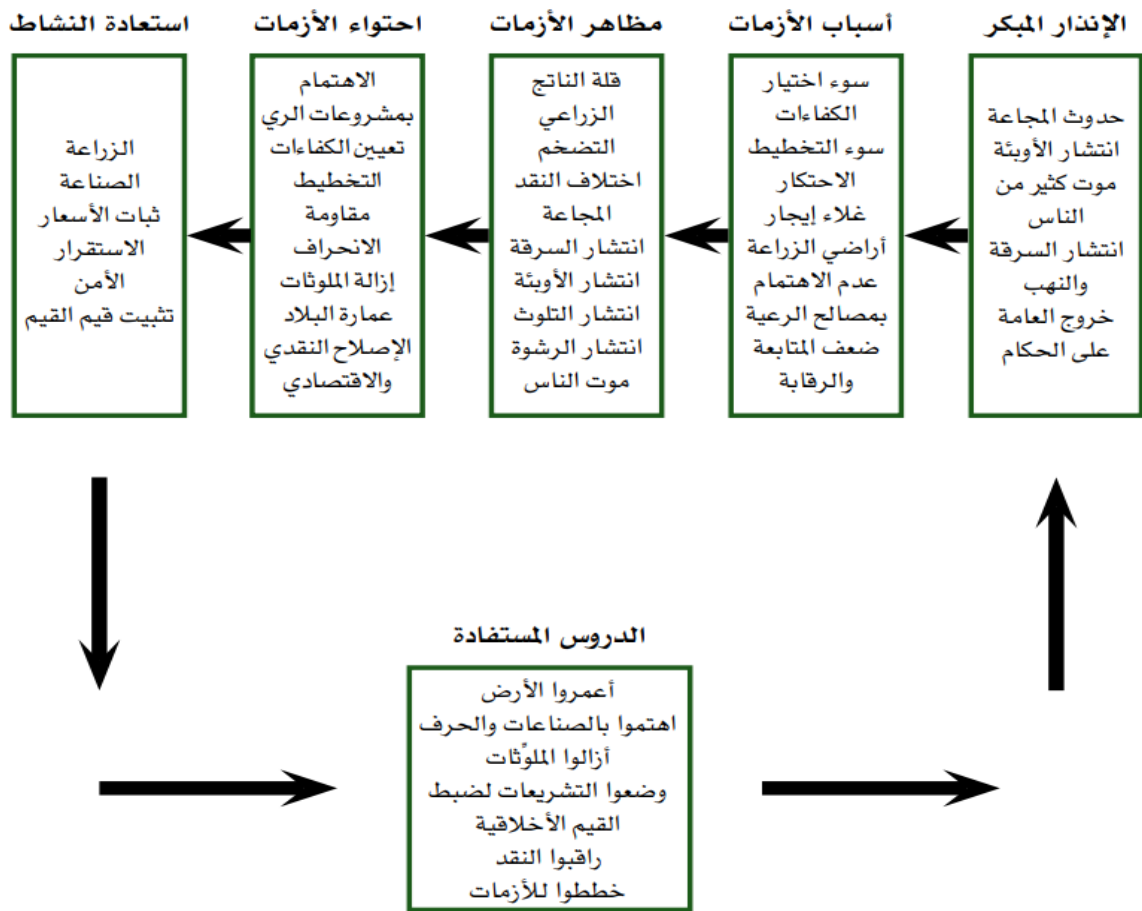 الإنذار المبكر
حدوث المجاعة
انتشار الأوبئة
موت كثير من
الناس
انتشار السرقة
والنهب
خروج العامة
على الحكام
أسباب الأزمات
سوء اختيار
الكفاءات
سوء التخطيط
الاحتكار
غلاء إيجار
أراضي الزراعة
عدم الاهتمام
بمصالح الرعية
ضعف المتابعة
والرقابة
مظاهر الأزمات
قلة الناتج
الزراعي
التضخم
اختلاف النقد
المجاعة
انتشار السرقة
انتشار الأوبئة
انتشار التلوث
انتشار الرشوة
موت الناس
احتواء الأزمات
الاهتمام
بمشروعات الري
تعيين الكفاءات
التخطيط
مقاومة
الانحراف
إزالة الملوثات
عمارة البلاد
الإصلاح النقدي
والاقتصادي
استعادة النشاط
الزراعة
الصناعة
ثبات الأسعار
الاستقرار
الأمن
تثبيت قيم القيم
الدروس المستفادة
أعمروا الأرض
اهتموا بالصناعات والحرف
أزالوا الملوِّثات
وضعوا التشريعات لضبط
القيم الأخلاقية
راقبوا النقد
خططوا للأزمات